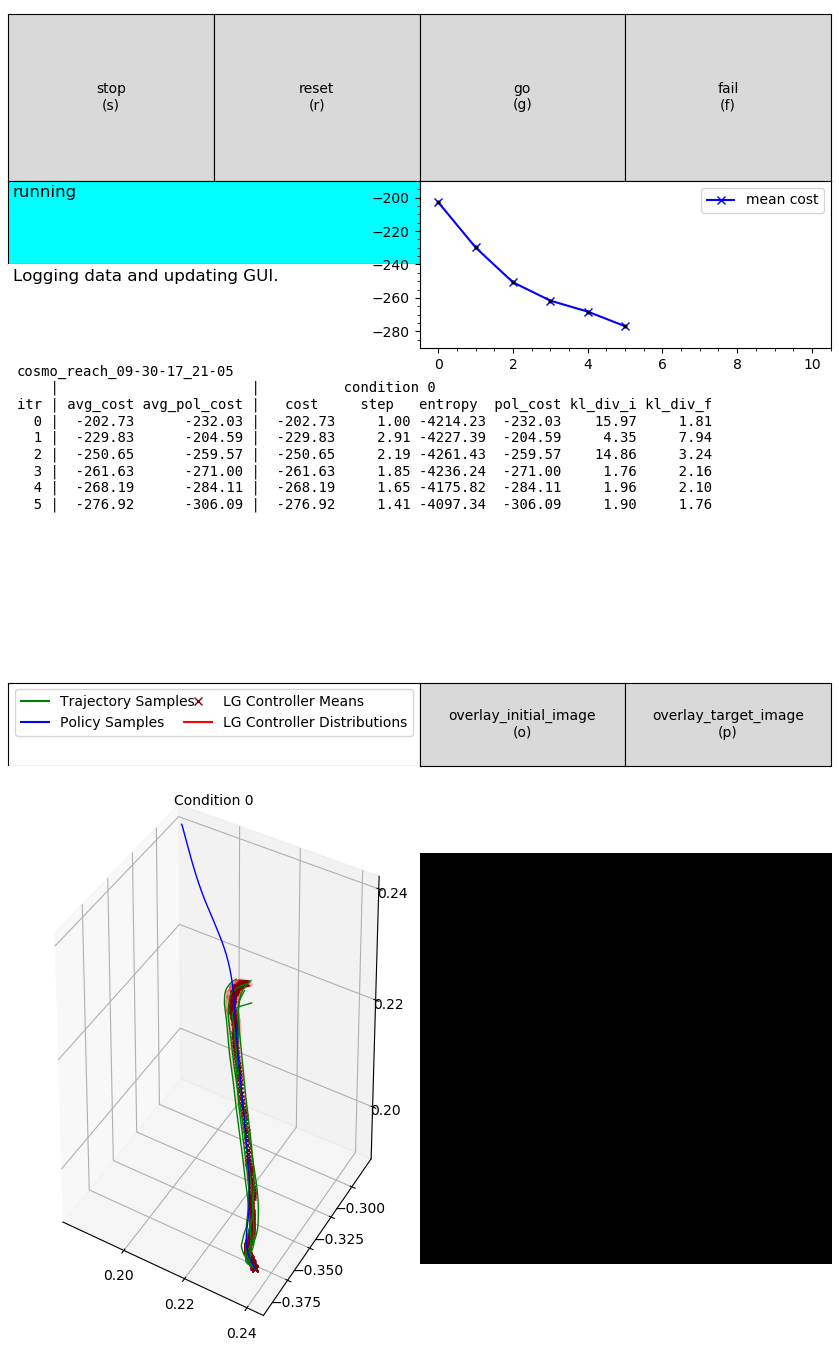 stop
(s)
reset
(r)
go
(g)
fail
(f)
running
Logging data and updating GUI.
−200
−220
−240
−260
−280
mean cost
0 2 4 6 8 10
cosmo_reach_09-30-17_21-05
| | condition 0
itr | avg_cost avg_pol_cost | cost step entropy pol_cost kl_div_i kl_div_f
0 | -202.73 -232.03 | -202.73 1.00 -4214.23 -232.03 15.97 1.81
1 | -229.83 -204.59 | -229.83 2.91 -4227.39 -204.59 4.35 7.94
2 | -250.65 -259.57 | -250.65 2.19 -4261.43 -259.57 14.86 3.24
3 | -261.63 -271.00 | -261.63 1.85 -4236.24 -271.00 1.76 2.16
4 | -268.19 -284.11 | -268.19 1.65 -4175.82 -284.11 1.96 2.10
5 | -276.92 -306.09 | -276.92 1.41 -4097.34 -306.09 1.90 1.76
Trajectory Samples LG Controller Means
Policy Samples LG Controller Distributions
overlay_initial_image
(o)
overlay_target_image
(p)
Condition 0
0.24
0.22
0.20
−0.300
−0.325
−0.350
−0.375
0.20
0.22
0.24